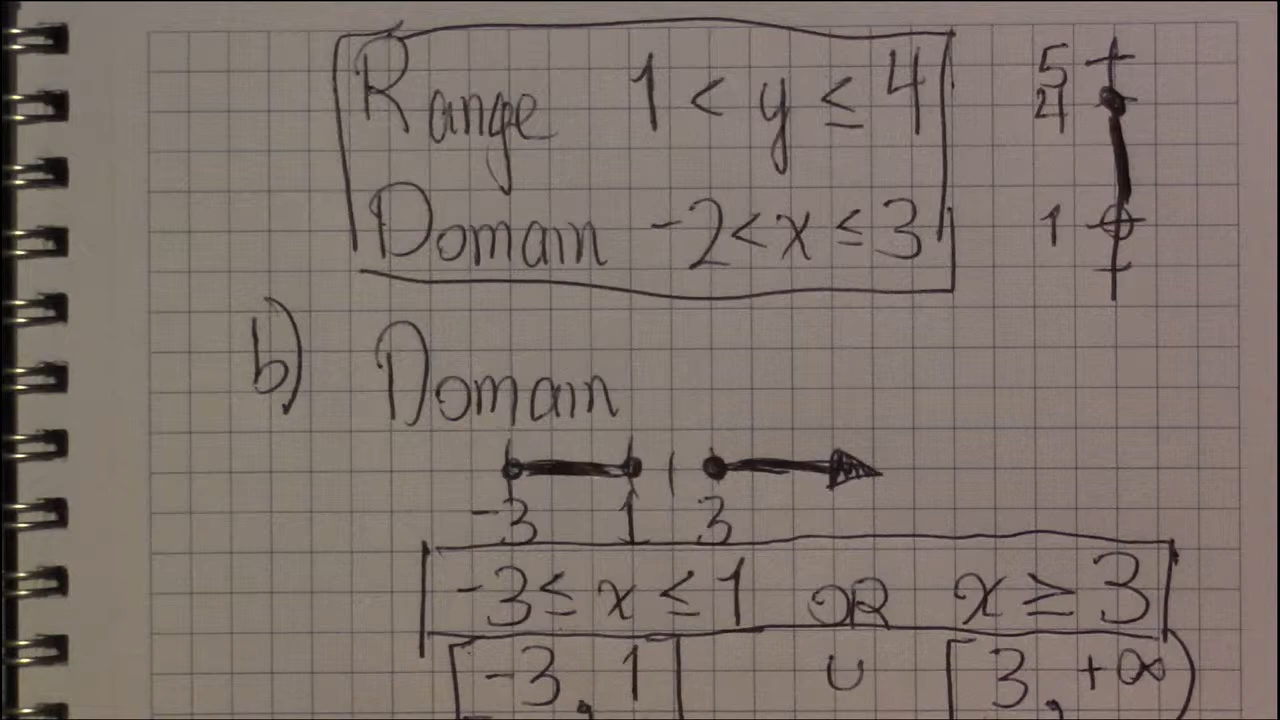 Range 1 < y ≤ 4
Domain -2 < x ≤ 3
5
4
1
b) Domain
-3 1 3
-3 ≤ x ≤ 1 OR x ≥ 3
[-3, 1] ∪ [3, +∞)